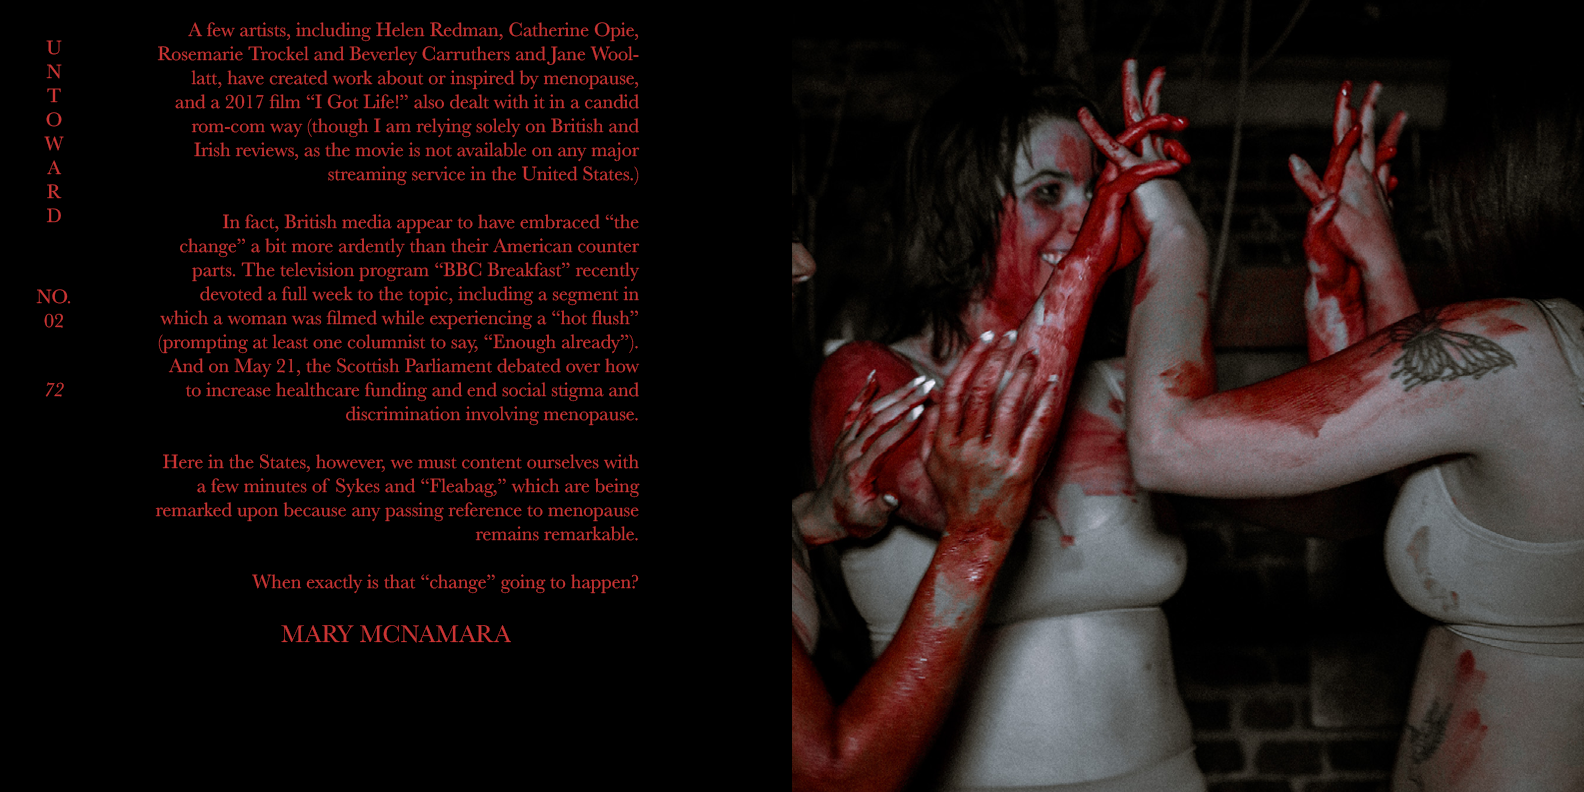 UNTOWARD
NO.
02
72
A few artists, including Helen Redman, Catherine Opie,
Rosemarie Trockel and Beverley Carruthers and Jane Wool-
latt, have created work about or inspired by menopause,
and a 2017 film “I Got Life!” also dealt with it in a candid
rom-com way (though I am relying solely on British and
Irish reviews, as the movie is not available on any major
streaming service in the United States.)
In fact, British media appear to have embraced “the
change” a bit more ardently than their American counter
parts. The television program “BBC Breakfast” recently
devoted a full week to the topic, including a segment in
which a woman was filmed while experiencing a “hot flush”
(prompting at least one columnist to say, “Enough already”).
And on May 21, the Scottish Parliament debated over how
to increase healthcare funding and end social stigma and
discrimination involving menopause.
Here in the States, however, we must content ourselves with
a few minutes of Sykes and “Fleabag,” which are being
remarked upon because any passing reference to menopause
remains remarkable.
When exactly is that “change” going to happen?
MARY MCNAMARA